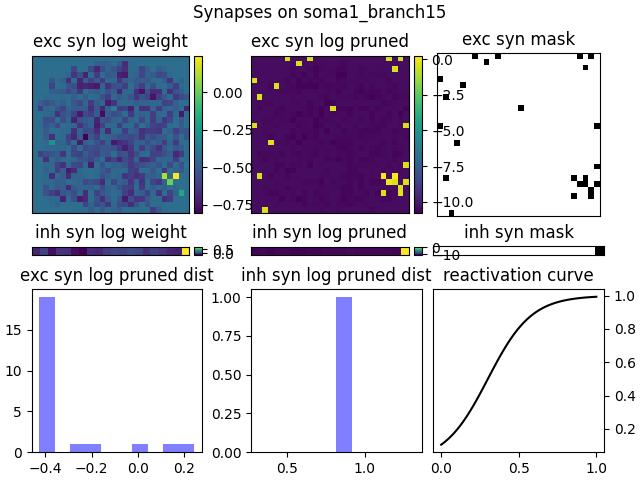 Synapses on soma1_branch15
exc syn log weight
exc syn log pruned
exc syn mask
0.00
−0.25
−0.50
−0.75
0.0
−2.5
−5.0
−7.5
−10.0
inh syn log weight
inh syn log pruned
inh syn mask
0.5
0.0
0
−10
exc syn log pruned dist
inh syn log pruned dist
reactivation curve
15
10
5
0
−0.4 −0.2 0.0 0.2
1.00
0.75
0.50
0.25
0.00
0.5 1.0
1.0
0.8
0.6
0.4
0.2
0.0 0.5 1.0